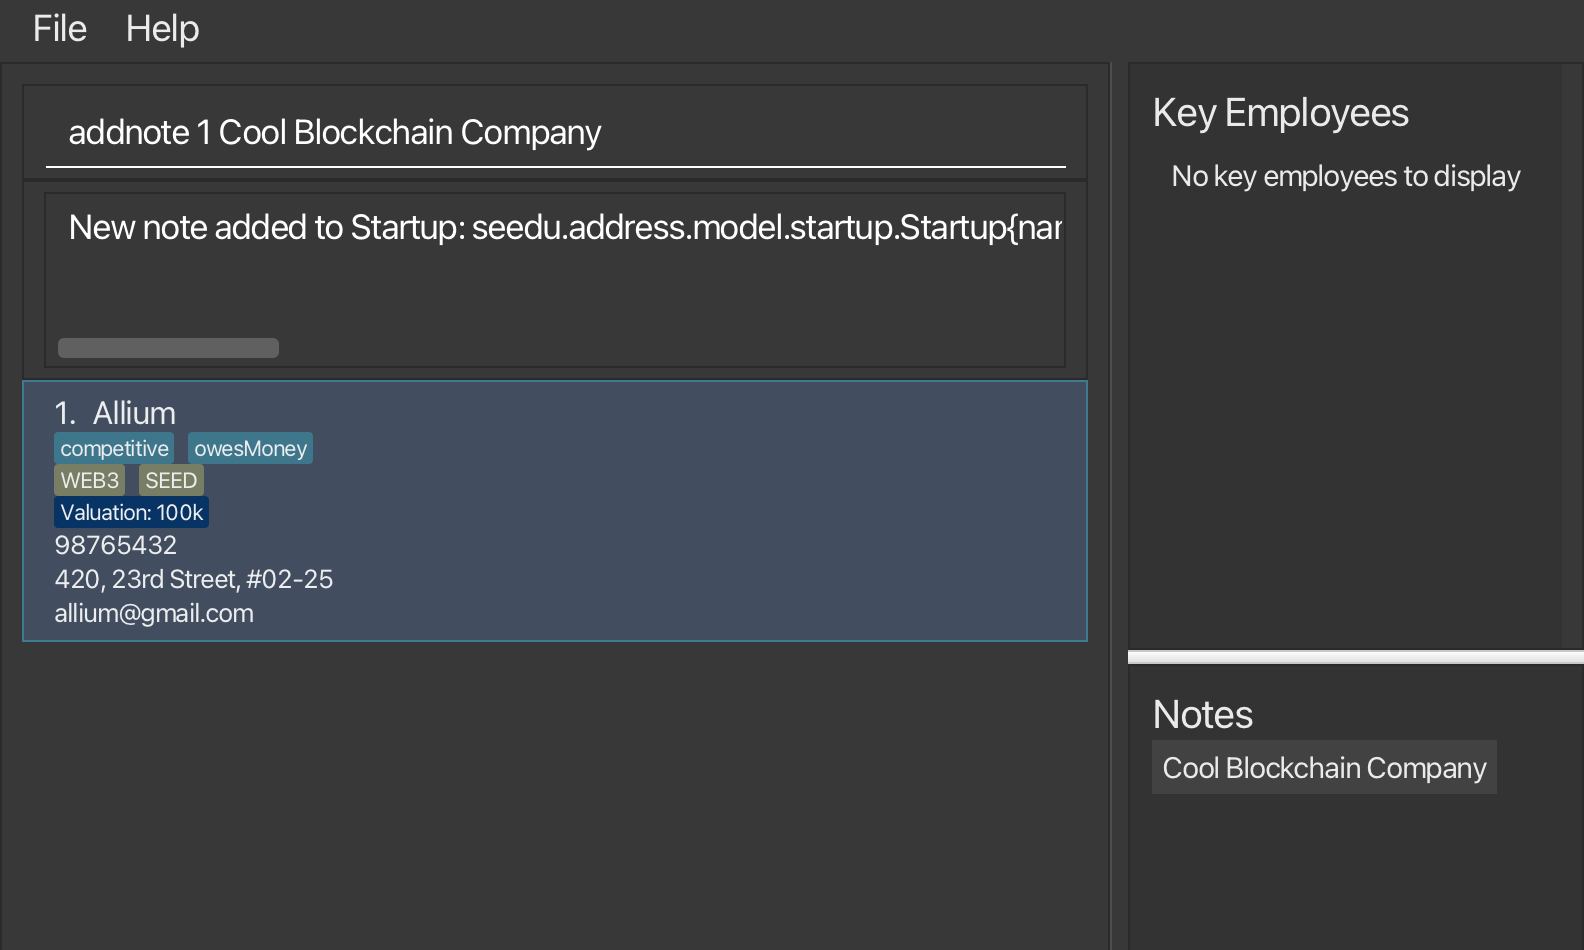 File Help
addnote 1 Cool Blockchain Company
New note added to Startup: seedu.address.model.startup.Startup{nar
1. Allium
competitive owesMoney
WEB3 SEED
Valuation: 100k
98765432
420, 23rd Street, #02-25
allium@gmail.com
Key Employees
No key employees to display
Notes
Cool Blockchain Company